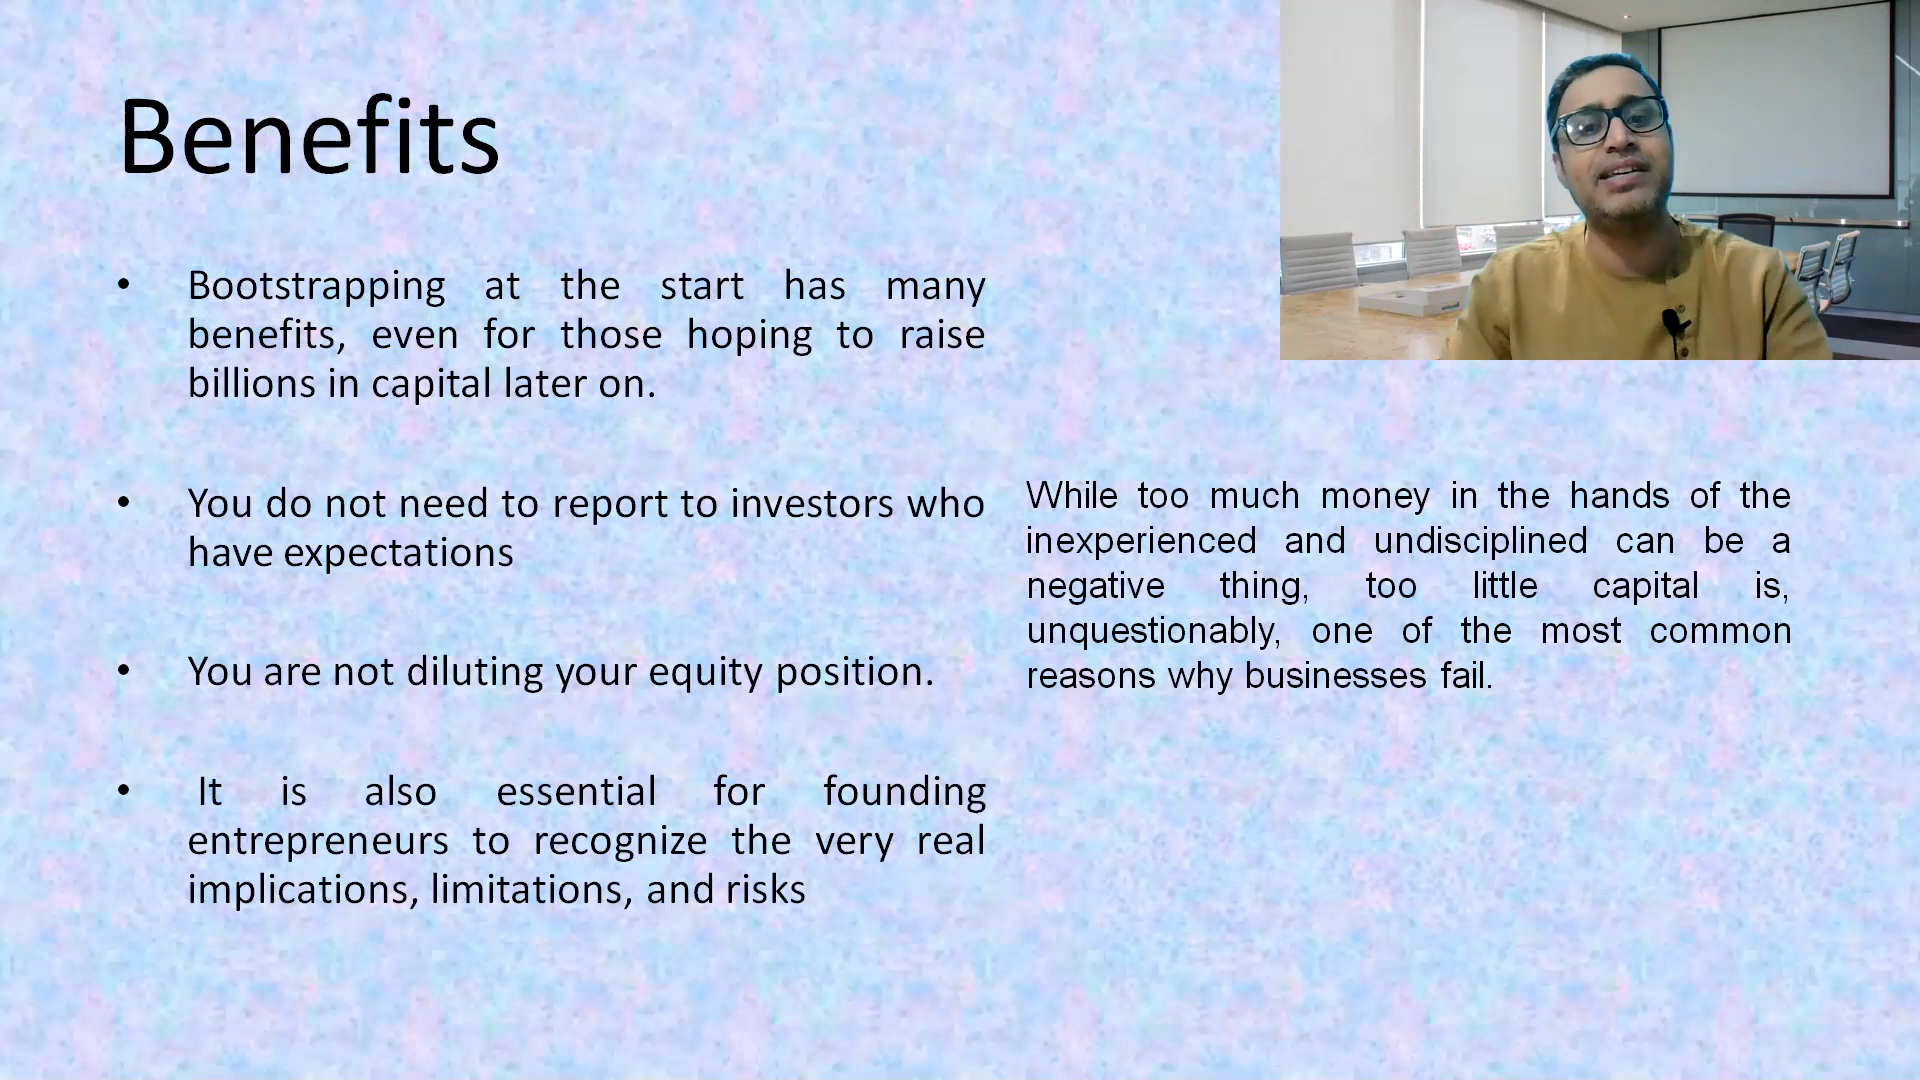 Benefits
• Bootstrapping at the start has many
benefits, even for those hoping to raise
billions in capital later on.
• You do not need to report to investors who
have expectations
• You are not diluting your equity position.
• It is also essential for founding
entrepreneurs to recognize the very real
implications, limitations, and risks
While too much money in the hands of the
inexperienced and undisciplined can be a
negative thing, too little capital is,
unquestionably, one of the most common
reasons why businesses fail.